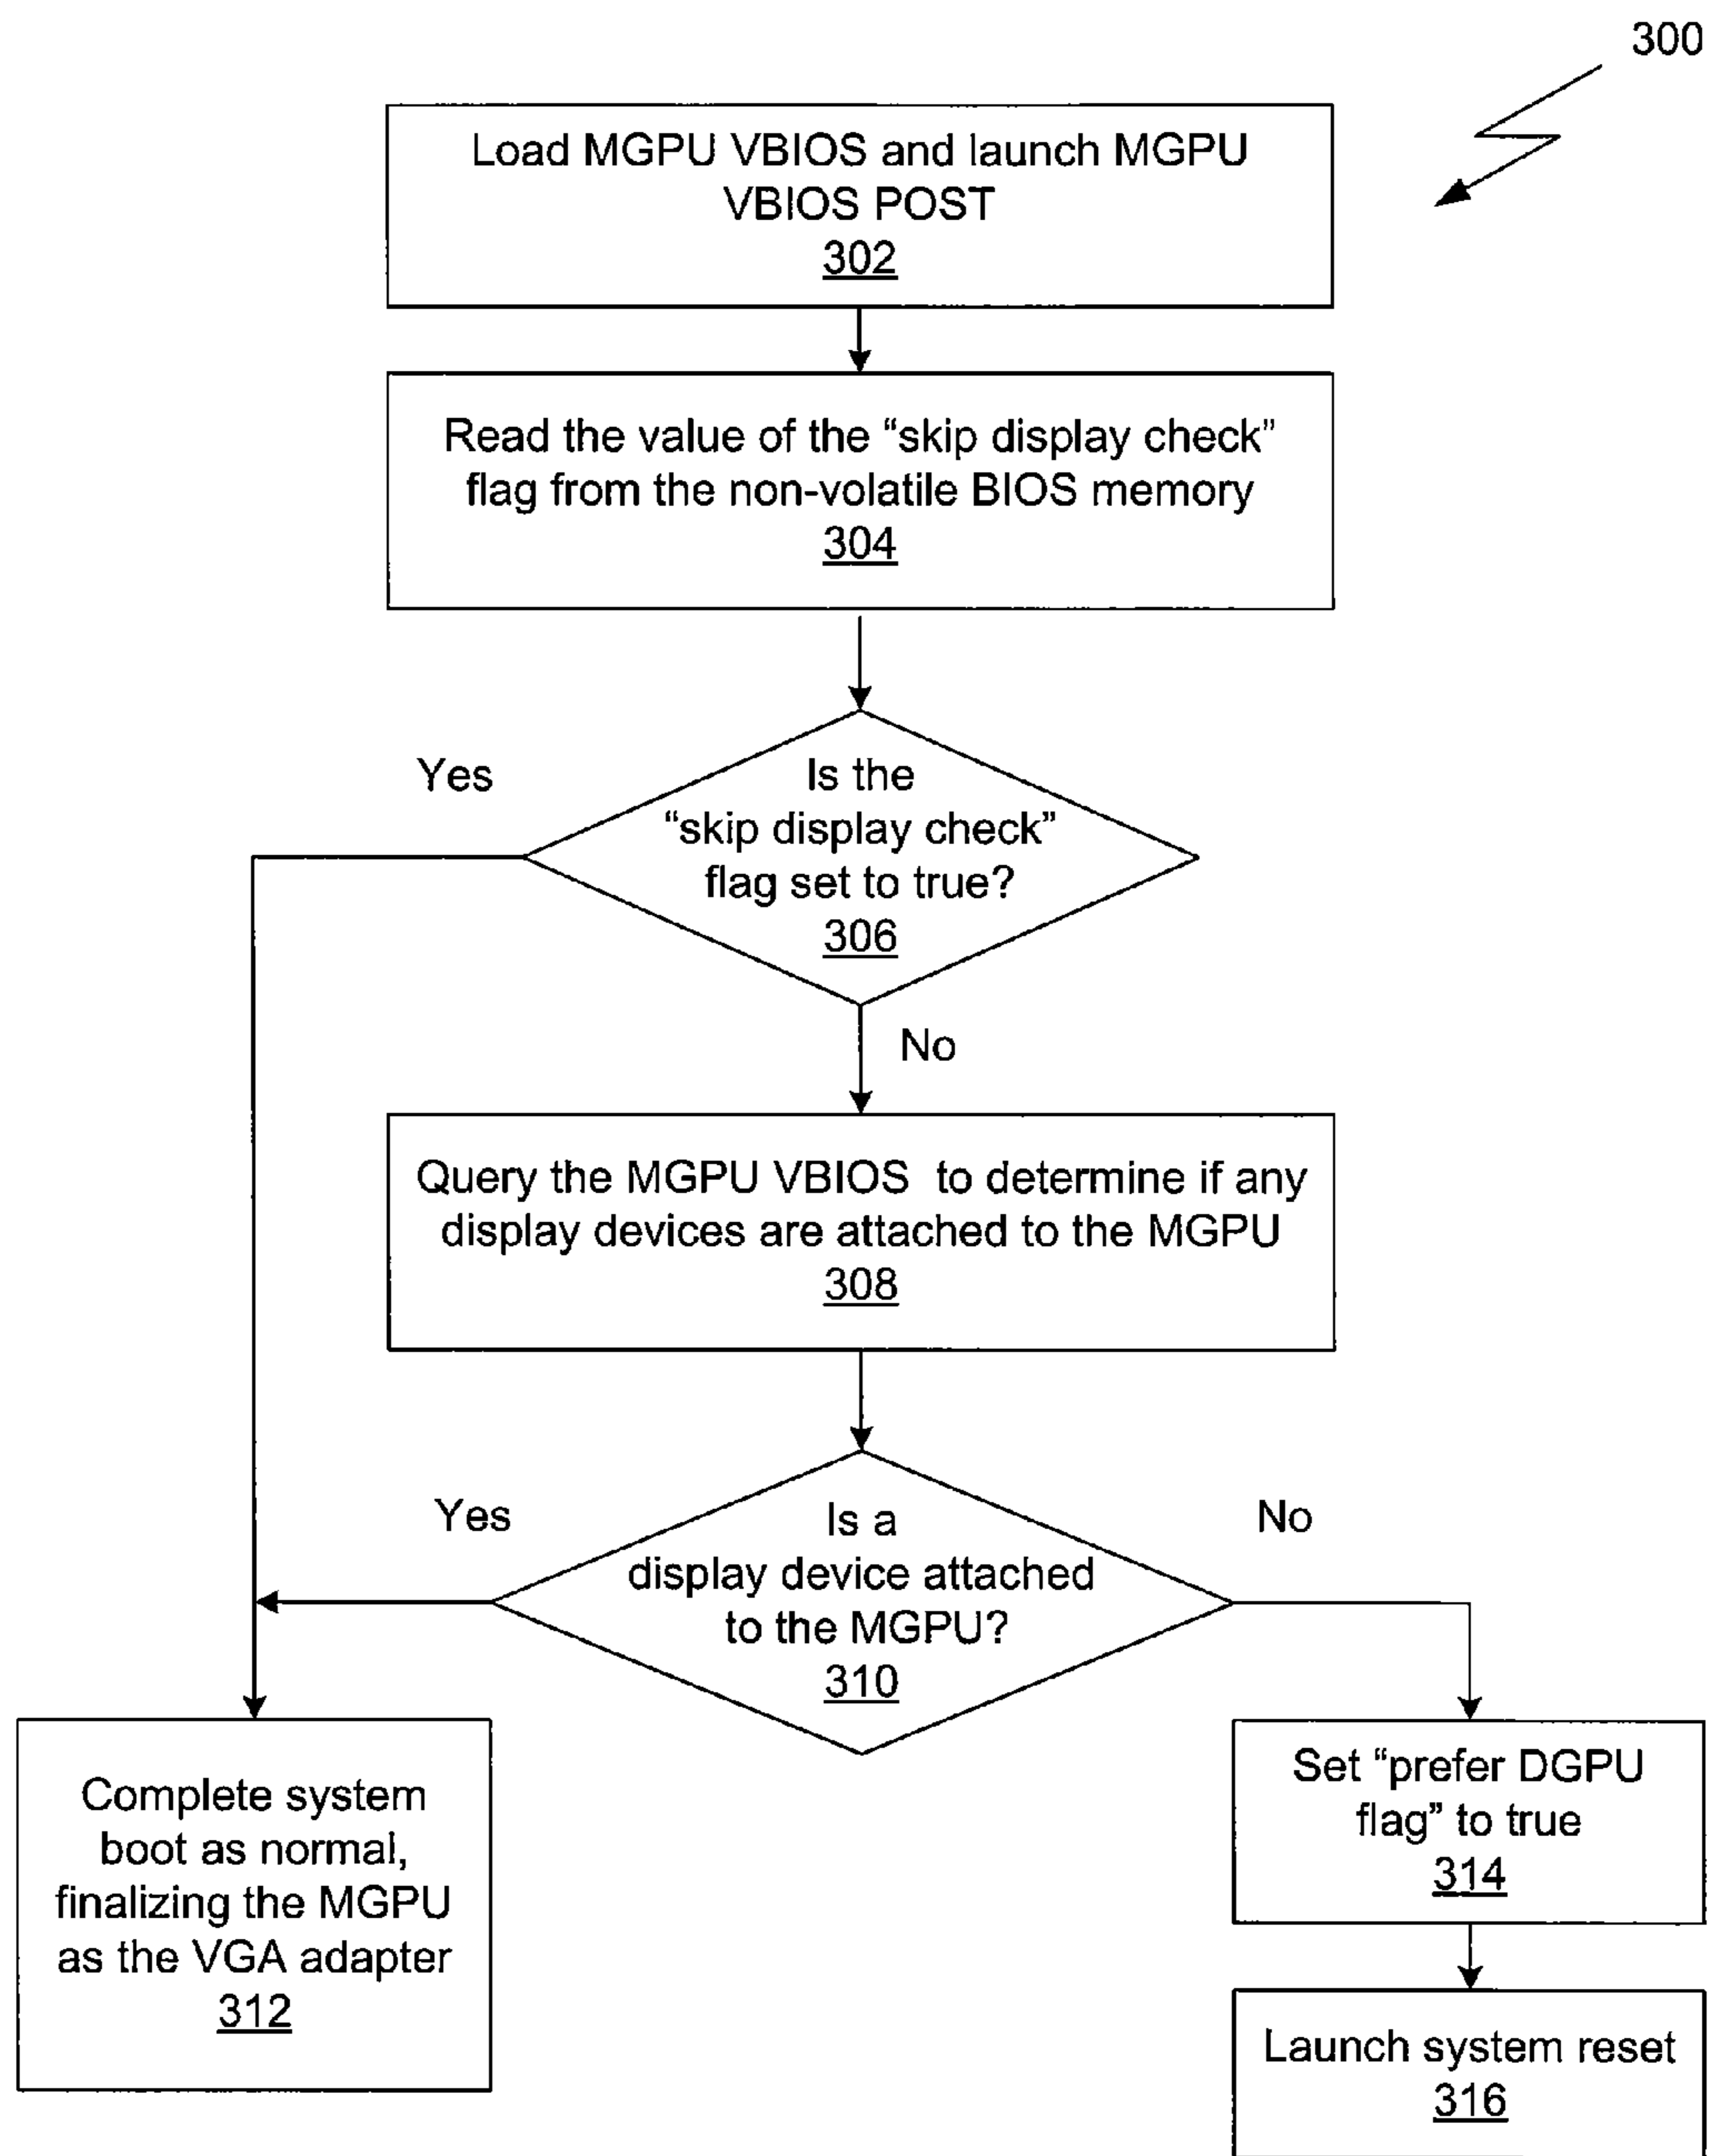 300
Load MGPU VBIOS and launch MGPU
VBIOS POST
302
Read the value of the “skip display check”
flag from the non-volatile BIOS memory
304
Yes
Is the
“skip display check”
flag set to true?
306
No
Query the MGPU VBIOS to determine if any
display devices are attached to the MGPU
308
Yes
Is a
display device attached
to the MGPU?
310
No
Complete system
boot as normal,
finalizing the MGPU
as the VGA adapter
312
Set “prefer DGPU
flag” to true
314
Launch system reset
316